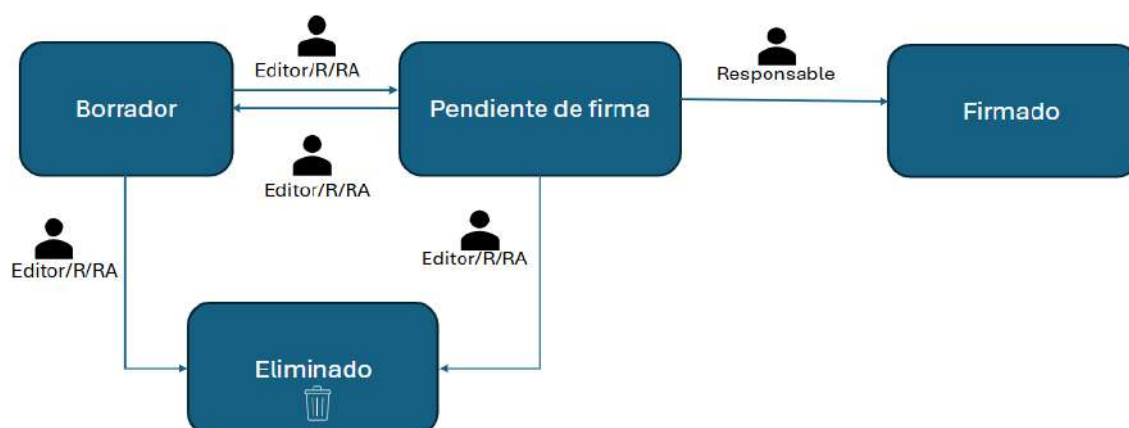 Editor/R/RA
Responsable
Borrador
Pendiente de firma
Firmado
Editor/R/RA
Editor/R/RA
Editor/R/RA
Eliminado